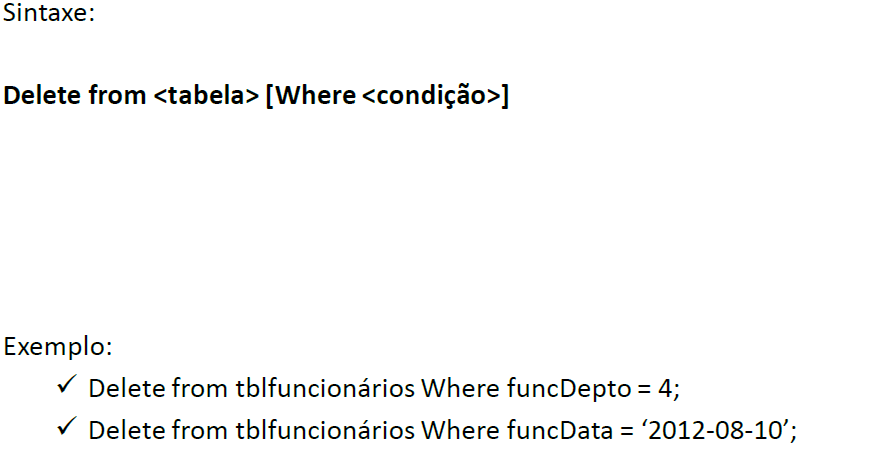 Sintaxe:
Delete from <tabela> [Where <condição>]
Exemplo:
✓ Delete from tblfuncionários Where funcDepto = 4;
✓ Delete from tblfuncionários Where funcData = ‘2012-08-10’;